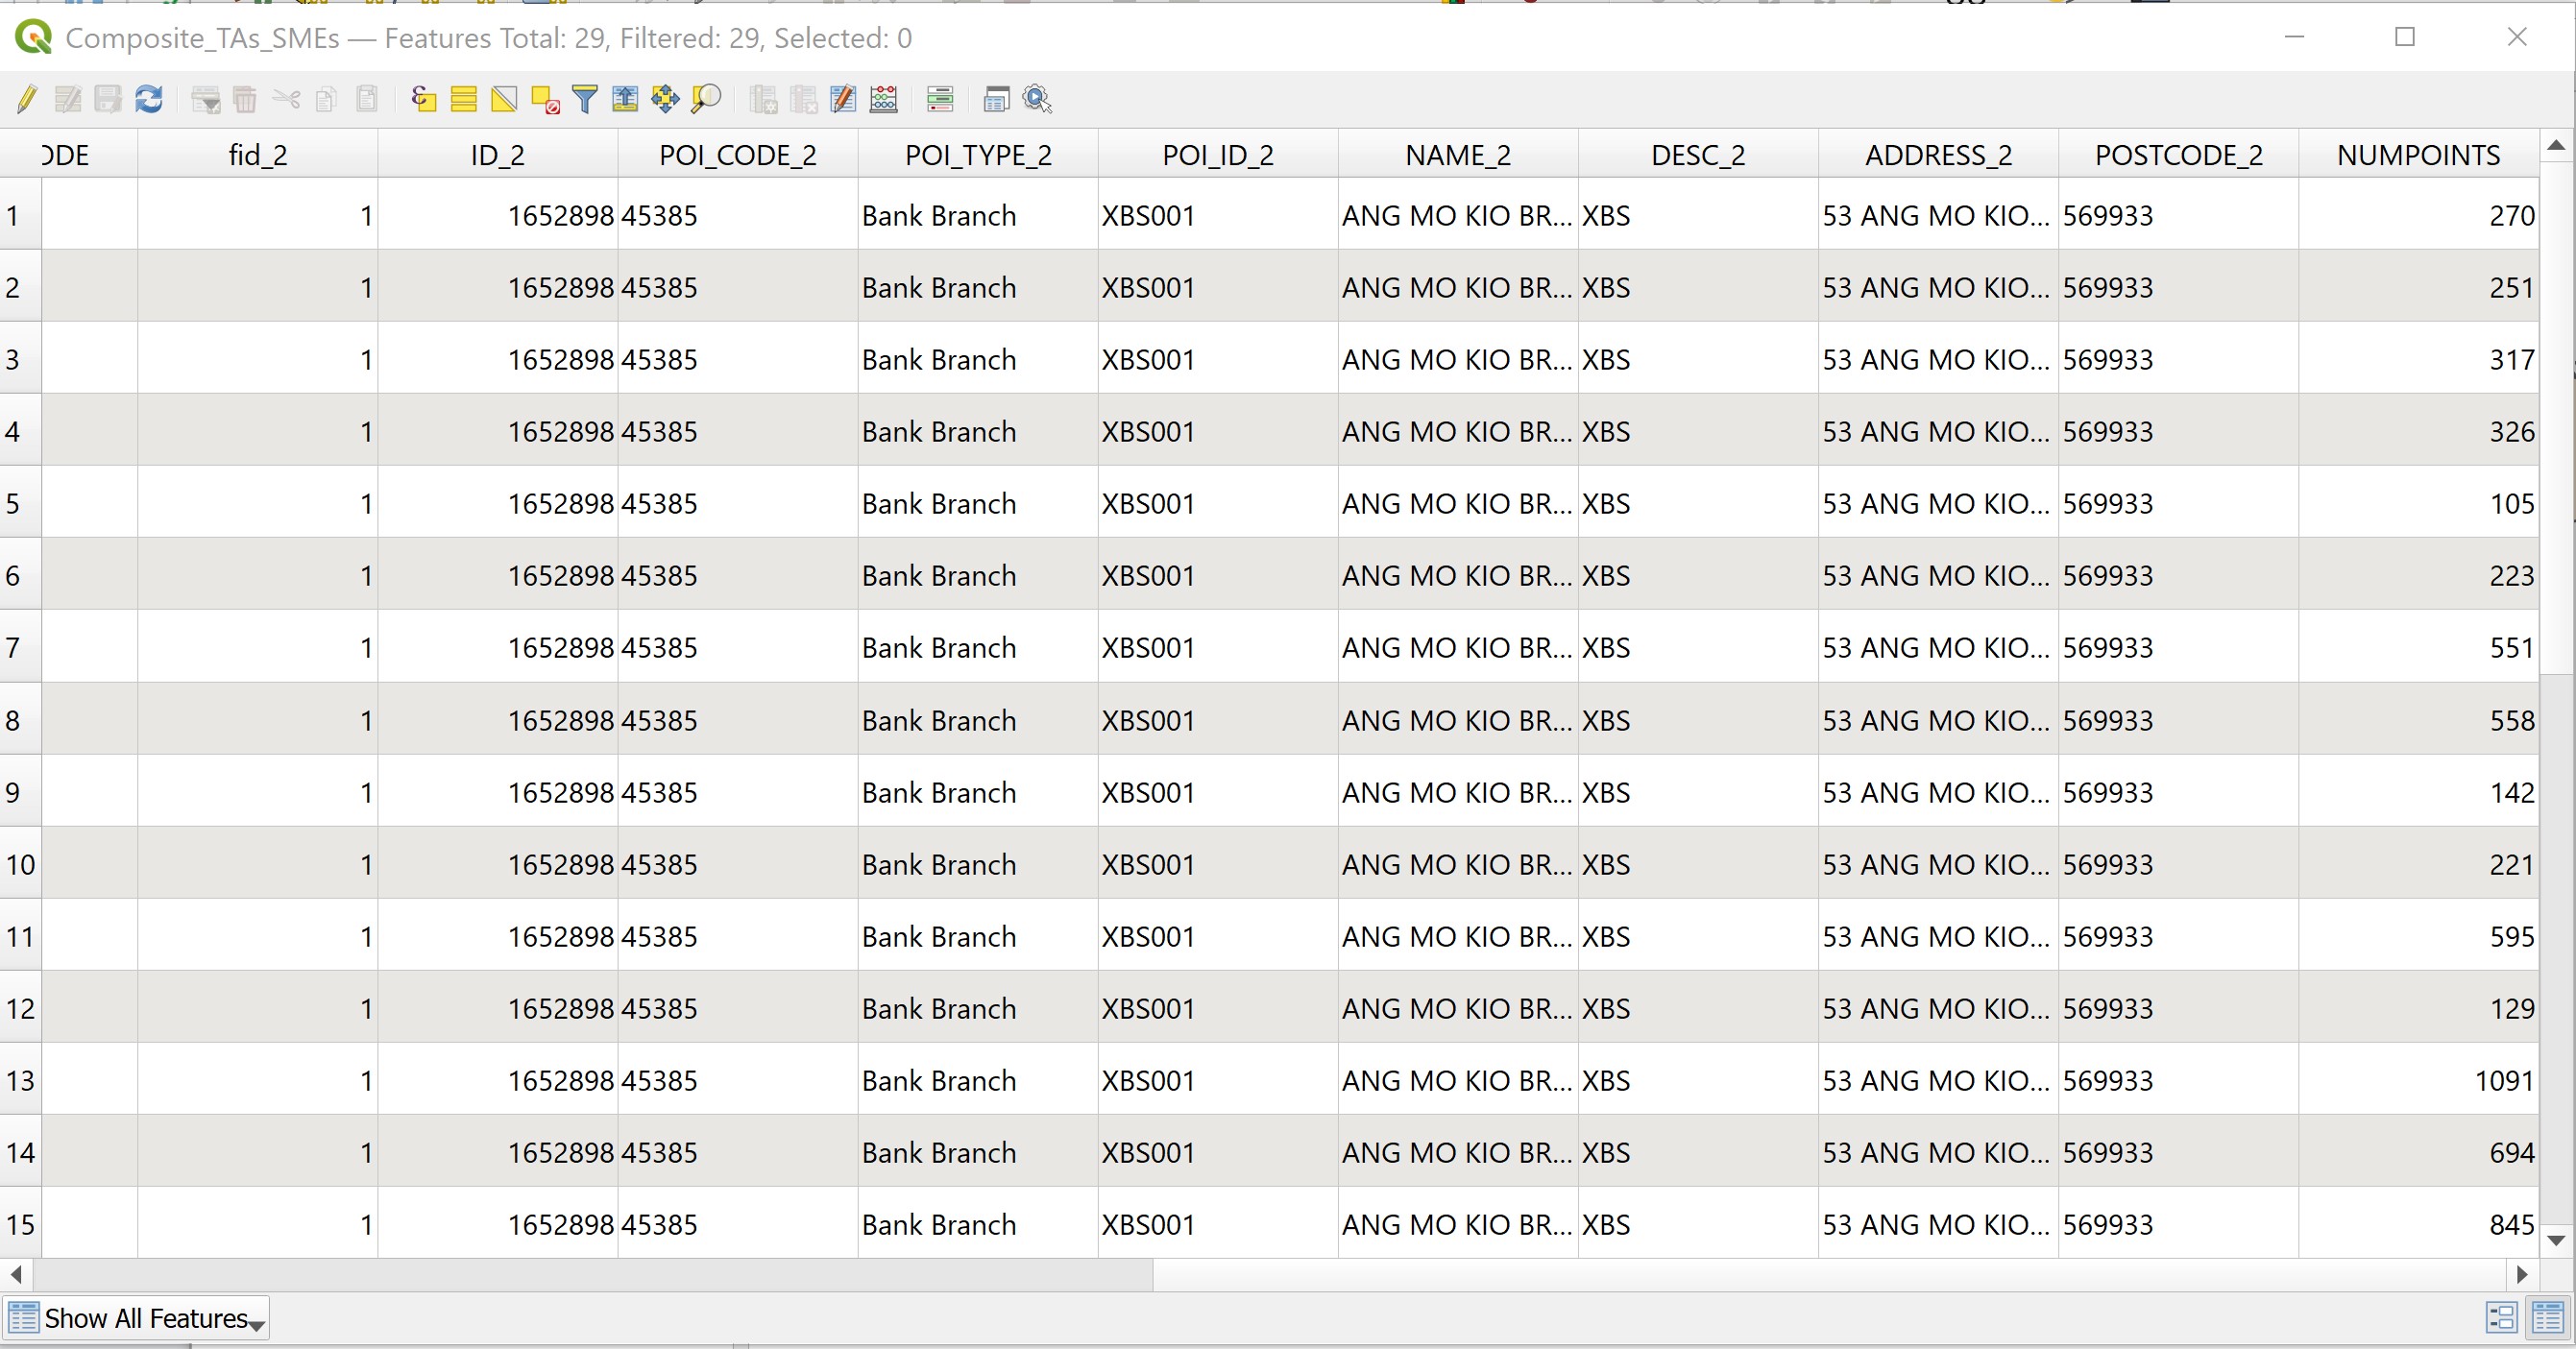 Composite_TAs_SMEs — Features Total: 29, Filtered: 29, Selected: 0
fid_2 ID_2 POI_CODE_2 POI_TYPE_2 POI_ID_2 NAME_2 DESC_2 ADDRESS_2 POSTCODE_2 NUMPOINTS
1 1 1652898 45385 Bank Branch XBS001 ANG MO KIO BR... XBS 53 ANG MO KIO... 569933 270
2 1 1652898 45385 Bank Branch XBS001 ANG MO KIO BR... XBS 53 ANG MO KIO... 569933 251
3 1 1652898 45385 Bank Branch XBS001 ANG MO KIO BR... XBS 53 ANG MO KIO... 569933 317
4 1 1652898 45385 Bank Branch XBS001 ANG MO KIO BR... XBS 53 ANG MO KIO... 569933 326
5 1 1652898 45385 Bank Branch XBS001 ANG MO KIO BR... XBS 53 ANG MO KIO... 569933 105
6 1 1652898 45385 Bank Branch XBS001 ANG MO KIO BR... XBS 53 ANG MO KIO... 569933 223
7 1 1652898 45385 Bank Branch XBS001 ANG MO KIO BR... XBS 53 ANG MO KIO... 569933 551
8 1 1652898 45385 Bank Branch XBS001 ANG MO KIO BR... XBS 53 ANG MO KIO... 569933 558
9 1 1652898 45385 Bank Branch XBS001 ANG MO KIO BR... XBS 53 ANG MO KIO... 569933 142
10 1 1652898 45385 Bank Branch XBS001 ANG MO KIO BR... XBS 53 ANG MO KIO... 569933 221
11 1 1652898 45385 Bank Branch XBS001 ANG MO KIO BR... XBS 53 ANG MO KIO... 569933 595
12 1 1652898 45385 Bank Branch XBS001 ANG MO KIO BR... XBS 53 ANG MO KIO... 569933 129
13 1 1652898 45385 Bank Branch XBS001 ANG MO KIO BR... XBS 53 ANG MO KIO... 569933 1091
14 1 1652898 45385 Bank Branch XBS001 ANG MO KIO BR... XBS 53 ANG MO KIO... 569933 694
15 1 1652898 45385 Bank Branch XBS001 ANG MO KIO BR... XBS 53 ANG MO KIO... 569933 845
Show All Features